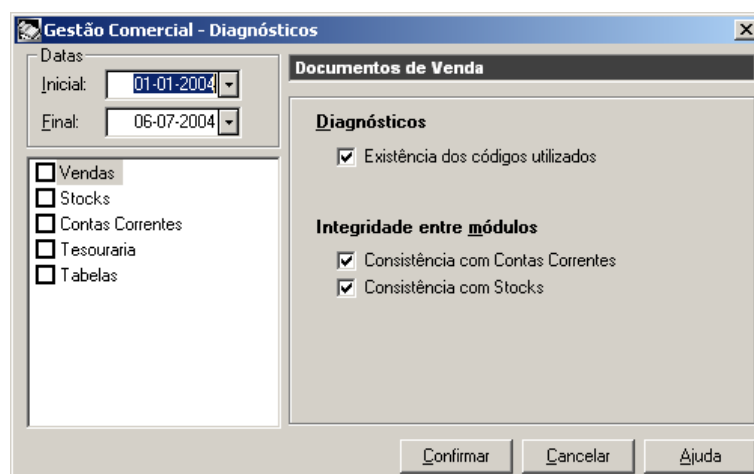 Gestão Comercial - Diagnósticos
Datas
Inicial: 01-01-2004
Final: 06-07-2004
Vendas
Stocks
Contas Correntes
Tesouraria
Tabelas
Documentos de Venda
Diagnósticos
Existência dos códigos utilizados
Integridade entre módulos
Consistência com Contas Correntes
Consistência com Stocks
Confirmar Cancelar Ajuda